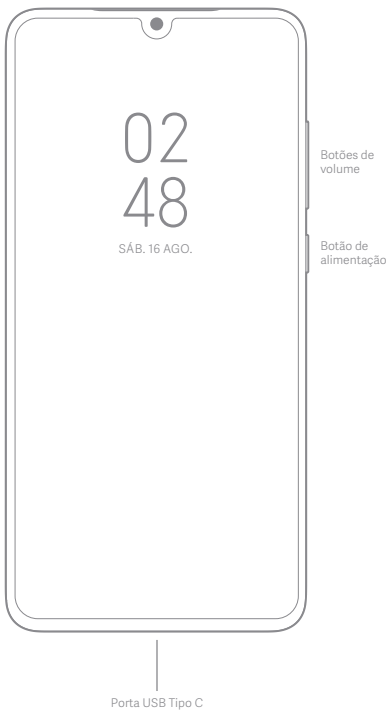 02
48
SÁB. 16 AGO.
Botões de
volume
Botão de
alimentação
Porta USB Tipo C